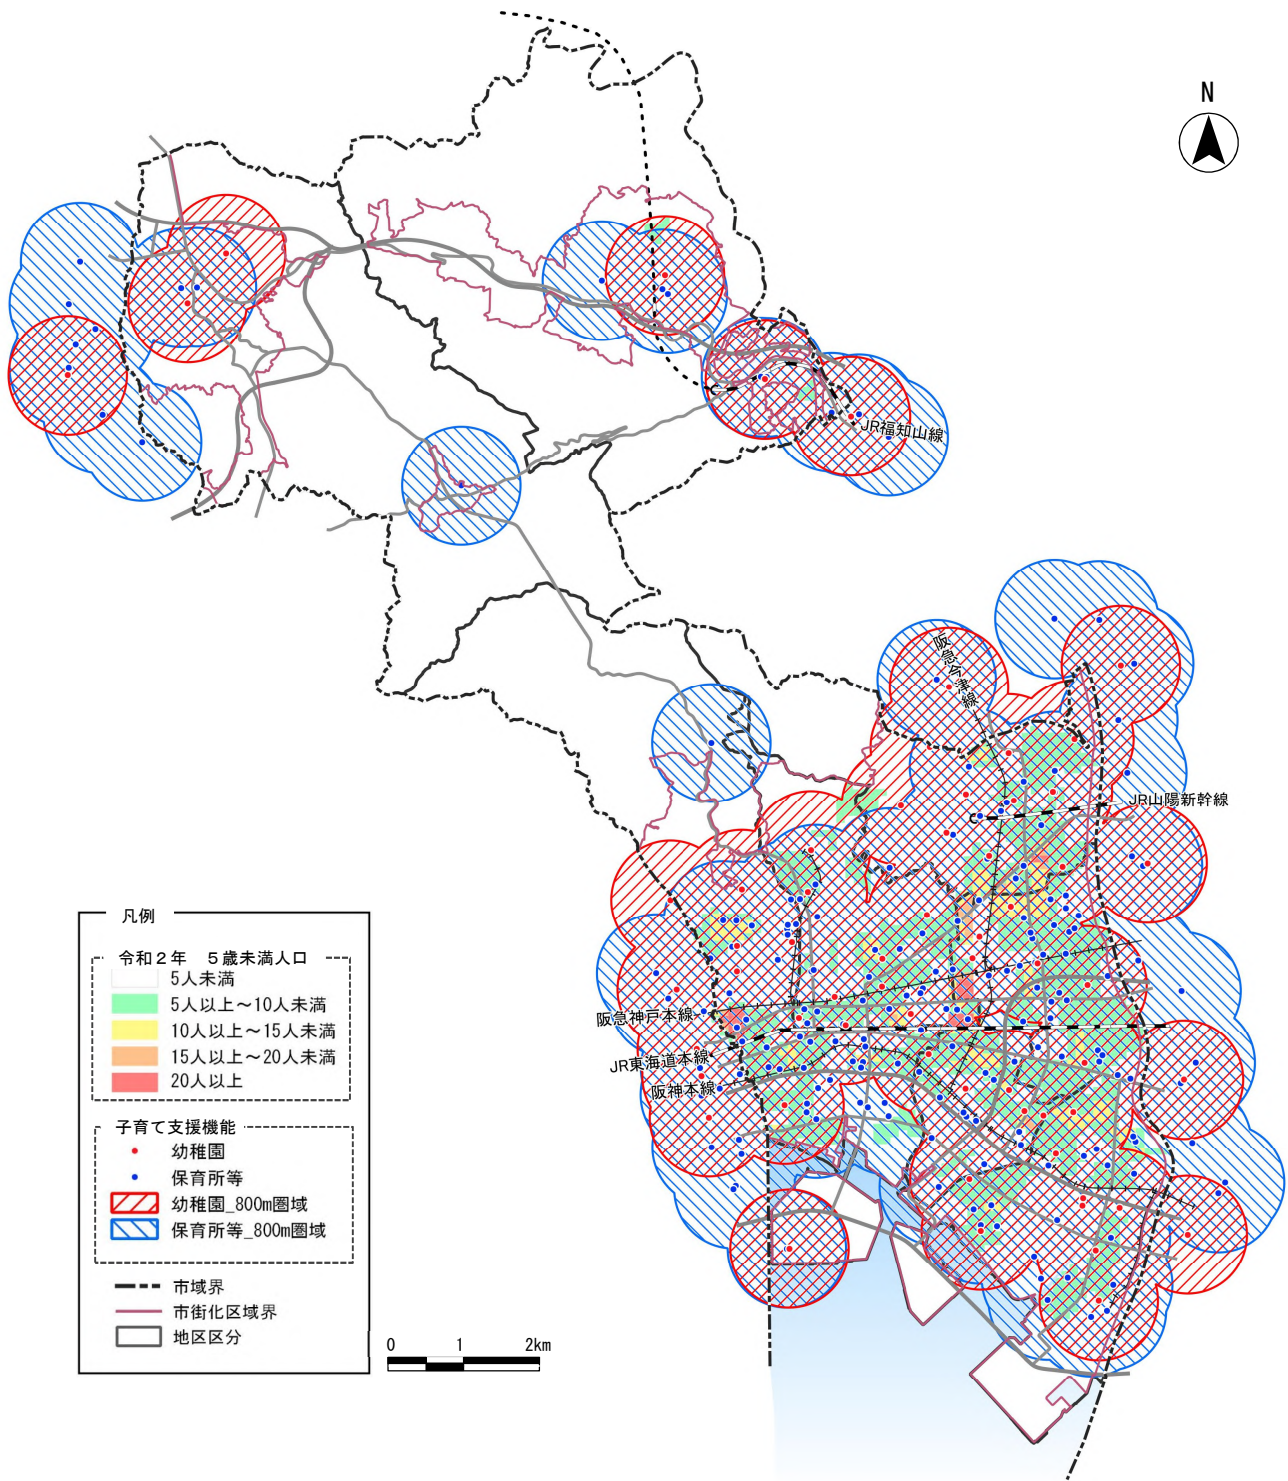 N
JR福知山線
阪急今津線
JR山陽新幹線
阪急神戸本線
JR東海道本線
阪神本線
凡例
令和２年　５歳未満人口
5人未満
5人以上～10人未満
10人以上～15人未満
15人以上～20人未満
20人以上
子育て支援機能
幼稚園
保育所等
幼稚園_800m圏域
保育所等_800m圏域
市域界
市街化区域界
地区区分
0 1 2km